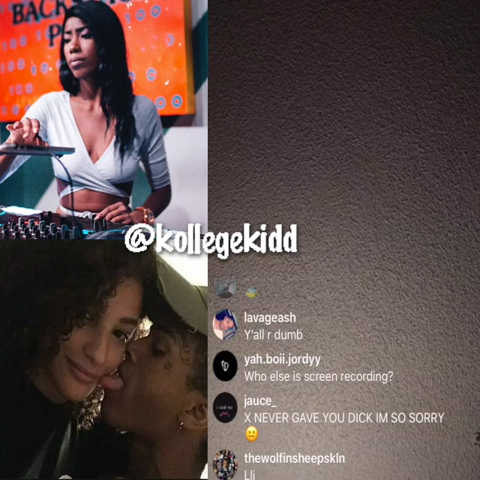 BACKS
P
@kollegekidd
lavageash
Y'all r dumb
yah.boii.jordyy
Who else is screen recording?
jauce_
X NEVER GAVE YOU DICK IM SO SORRY
😐
thewolfinsheepskln